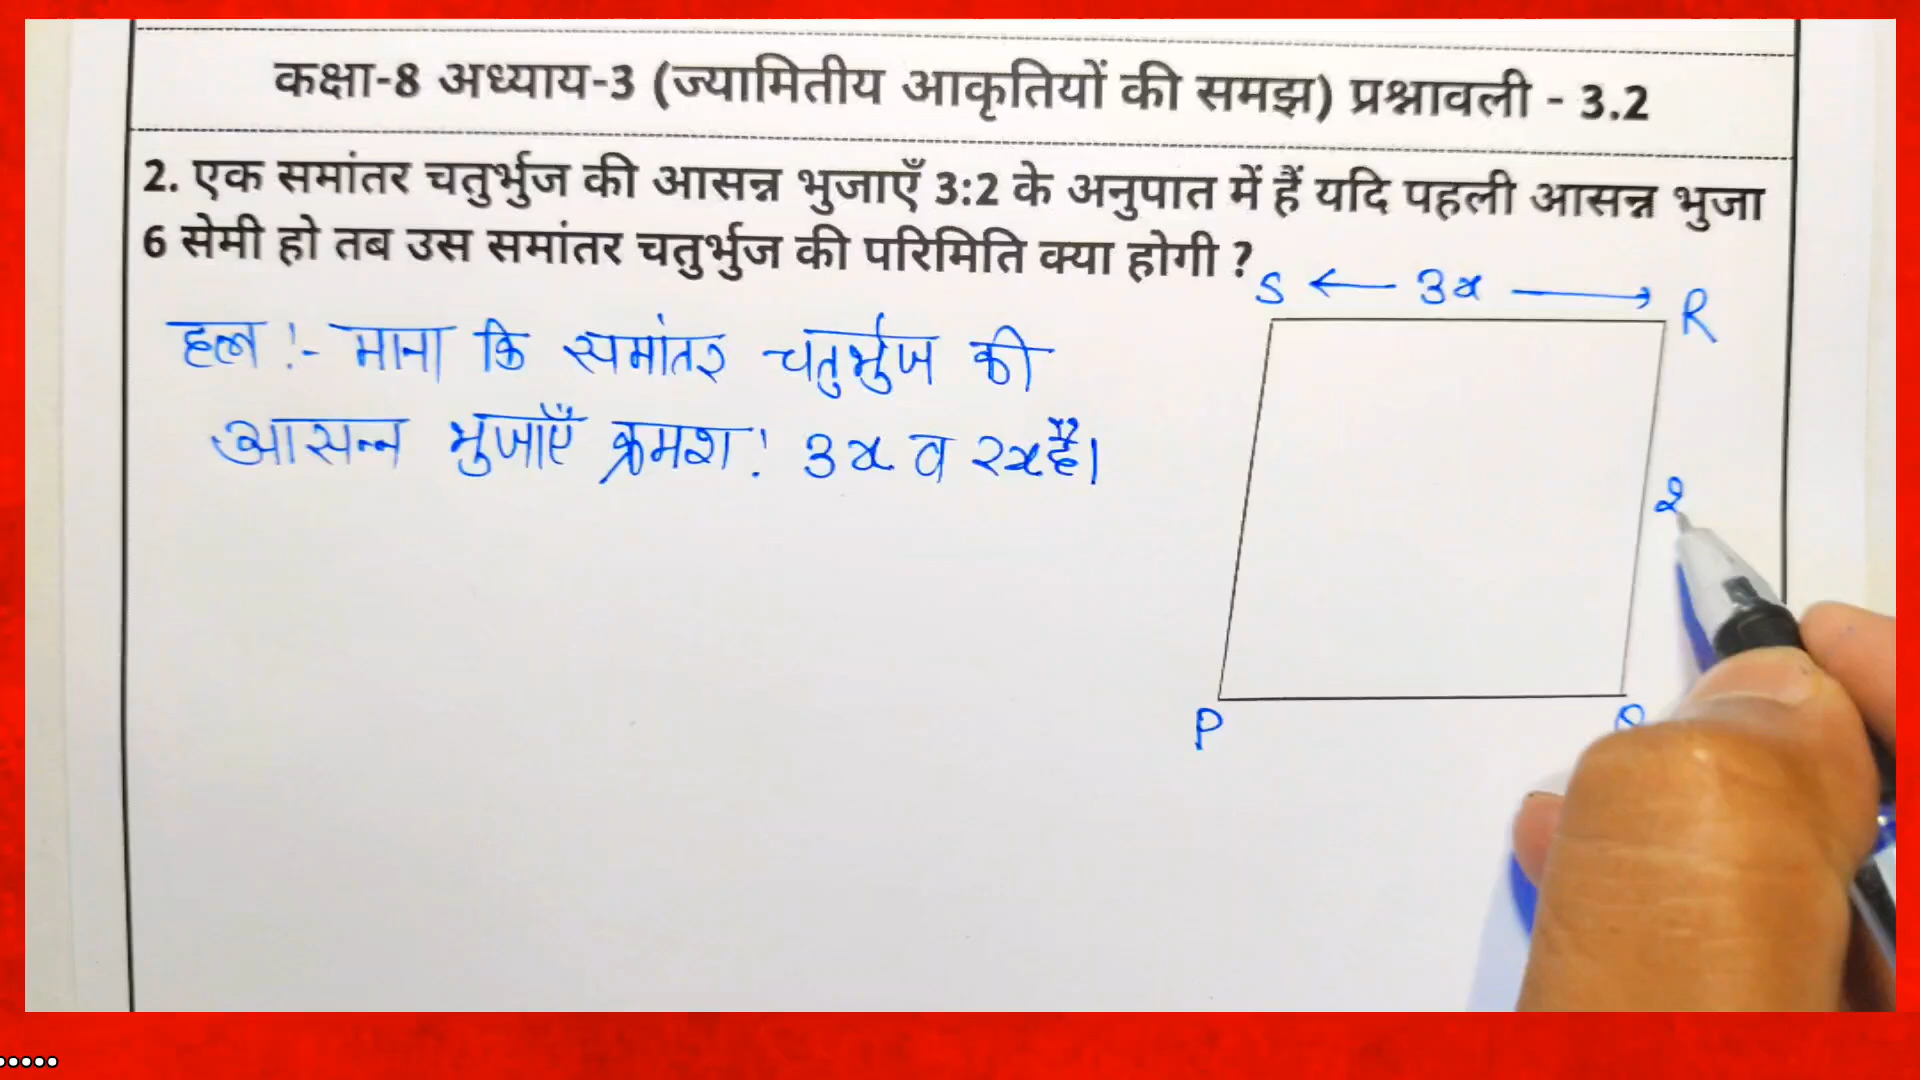 कक्षा-8 अध्याय-3 (ज्यामितीय आकृतियों की समझ) प्रश्नावली - 3.2
2. एक समांतर चतुर्भुज की आसन्न भुजाएँ 3:2 के अनुपात में हैं यदि पहली आसन्न भुजा
6 सेमी हो तब उस समांतर चतुर्भुज की परिमिति क्या होगी ?
S ← 3x → R
हल :- माना कि समांतर चतुर्भुज की
आसन्न भुजाएँ क्रमशः 3x व 2x हैं।
2
P